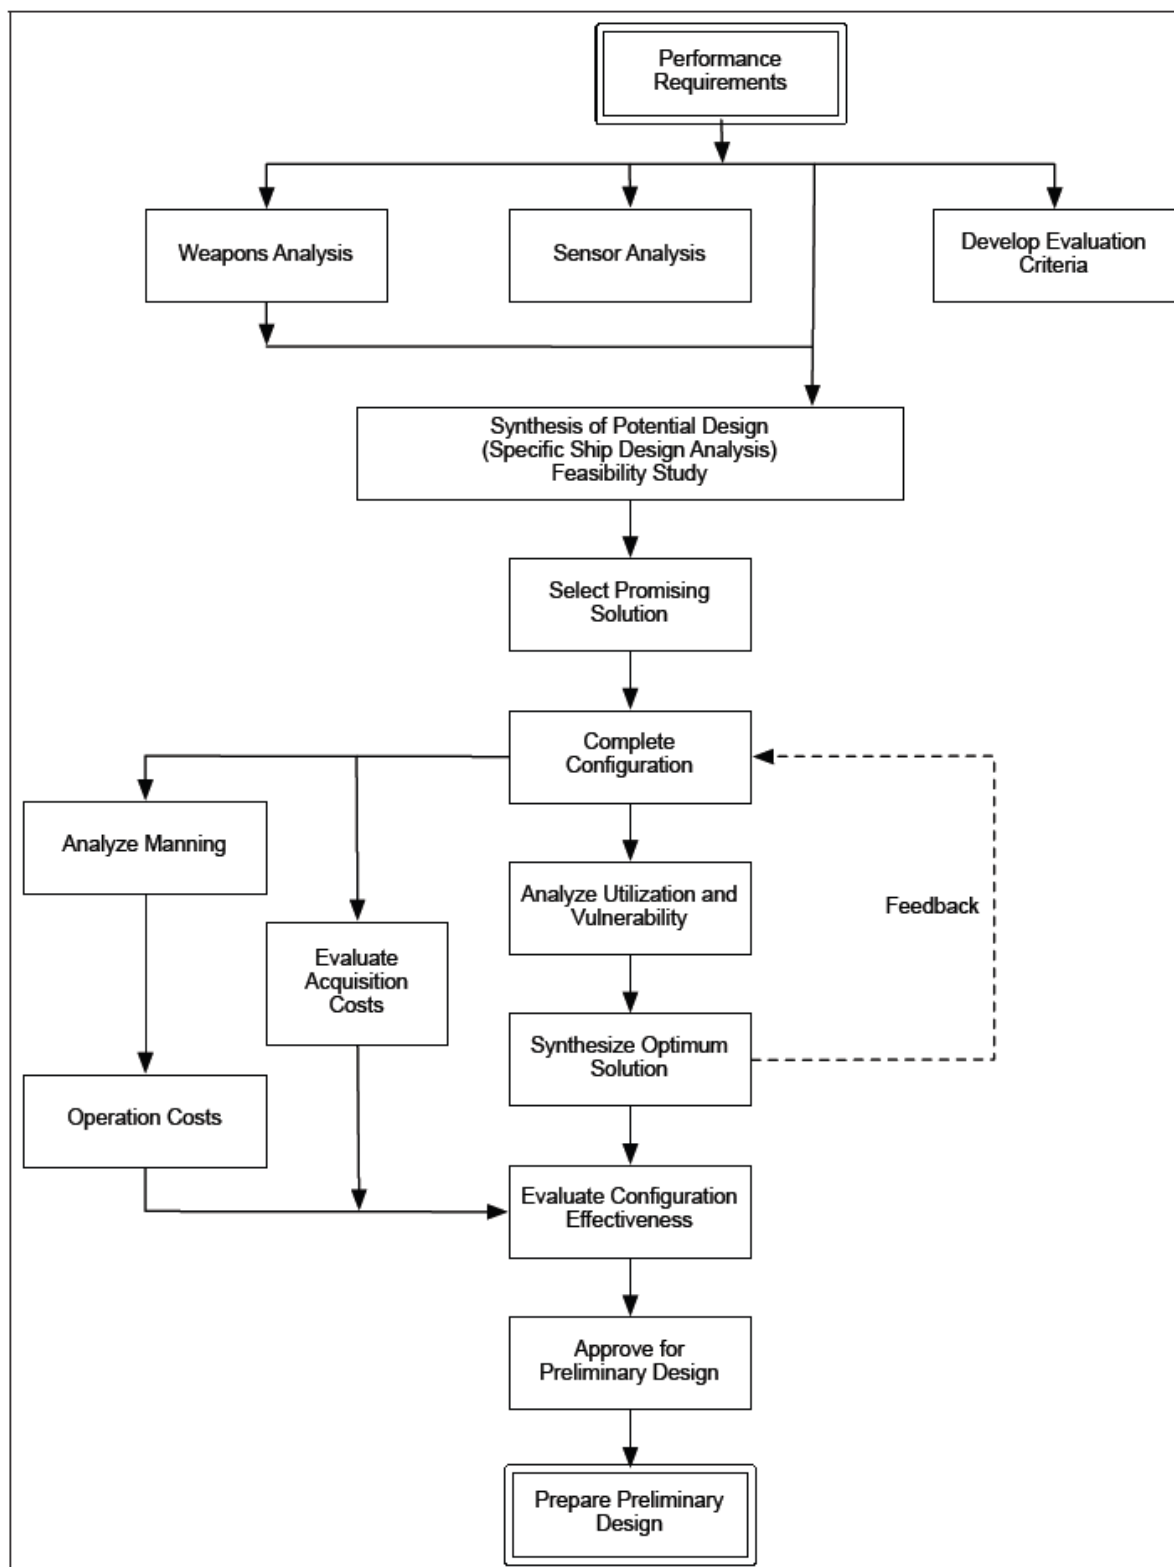 Performance
Requirements
Weapons Analysis
Sensor Analysis
Develop Evaluation
Criteria
Synthesis of Potential Design
(Specific Ship Design Analysis)
Feasibility Study
Select Promising
Solution
Complete
Configuration
Analyze Manning
Analyze Utilization and
Vulnerability
Feedback
Evaluate
Acquisition
Costs
Synthesize Optimum
Solution
Operation Costs
Evaluate Configuration
Effectiveness
Approve for
Preliminary Design
Prepare Preliminary
Design